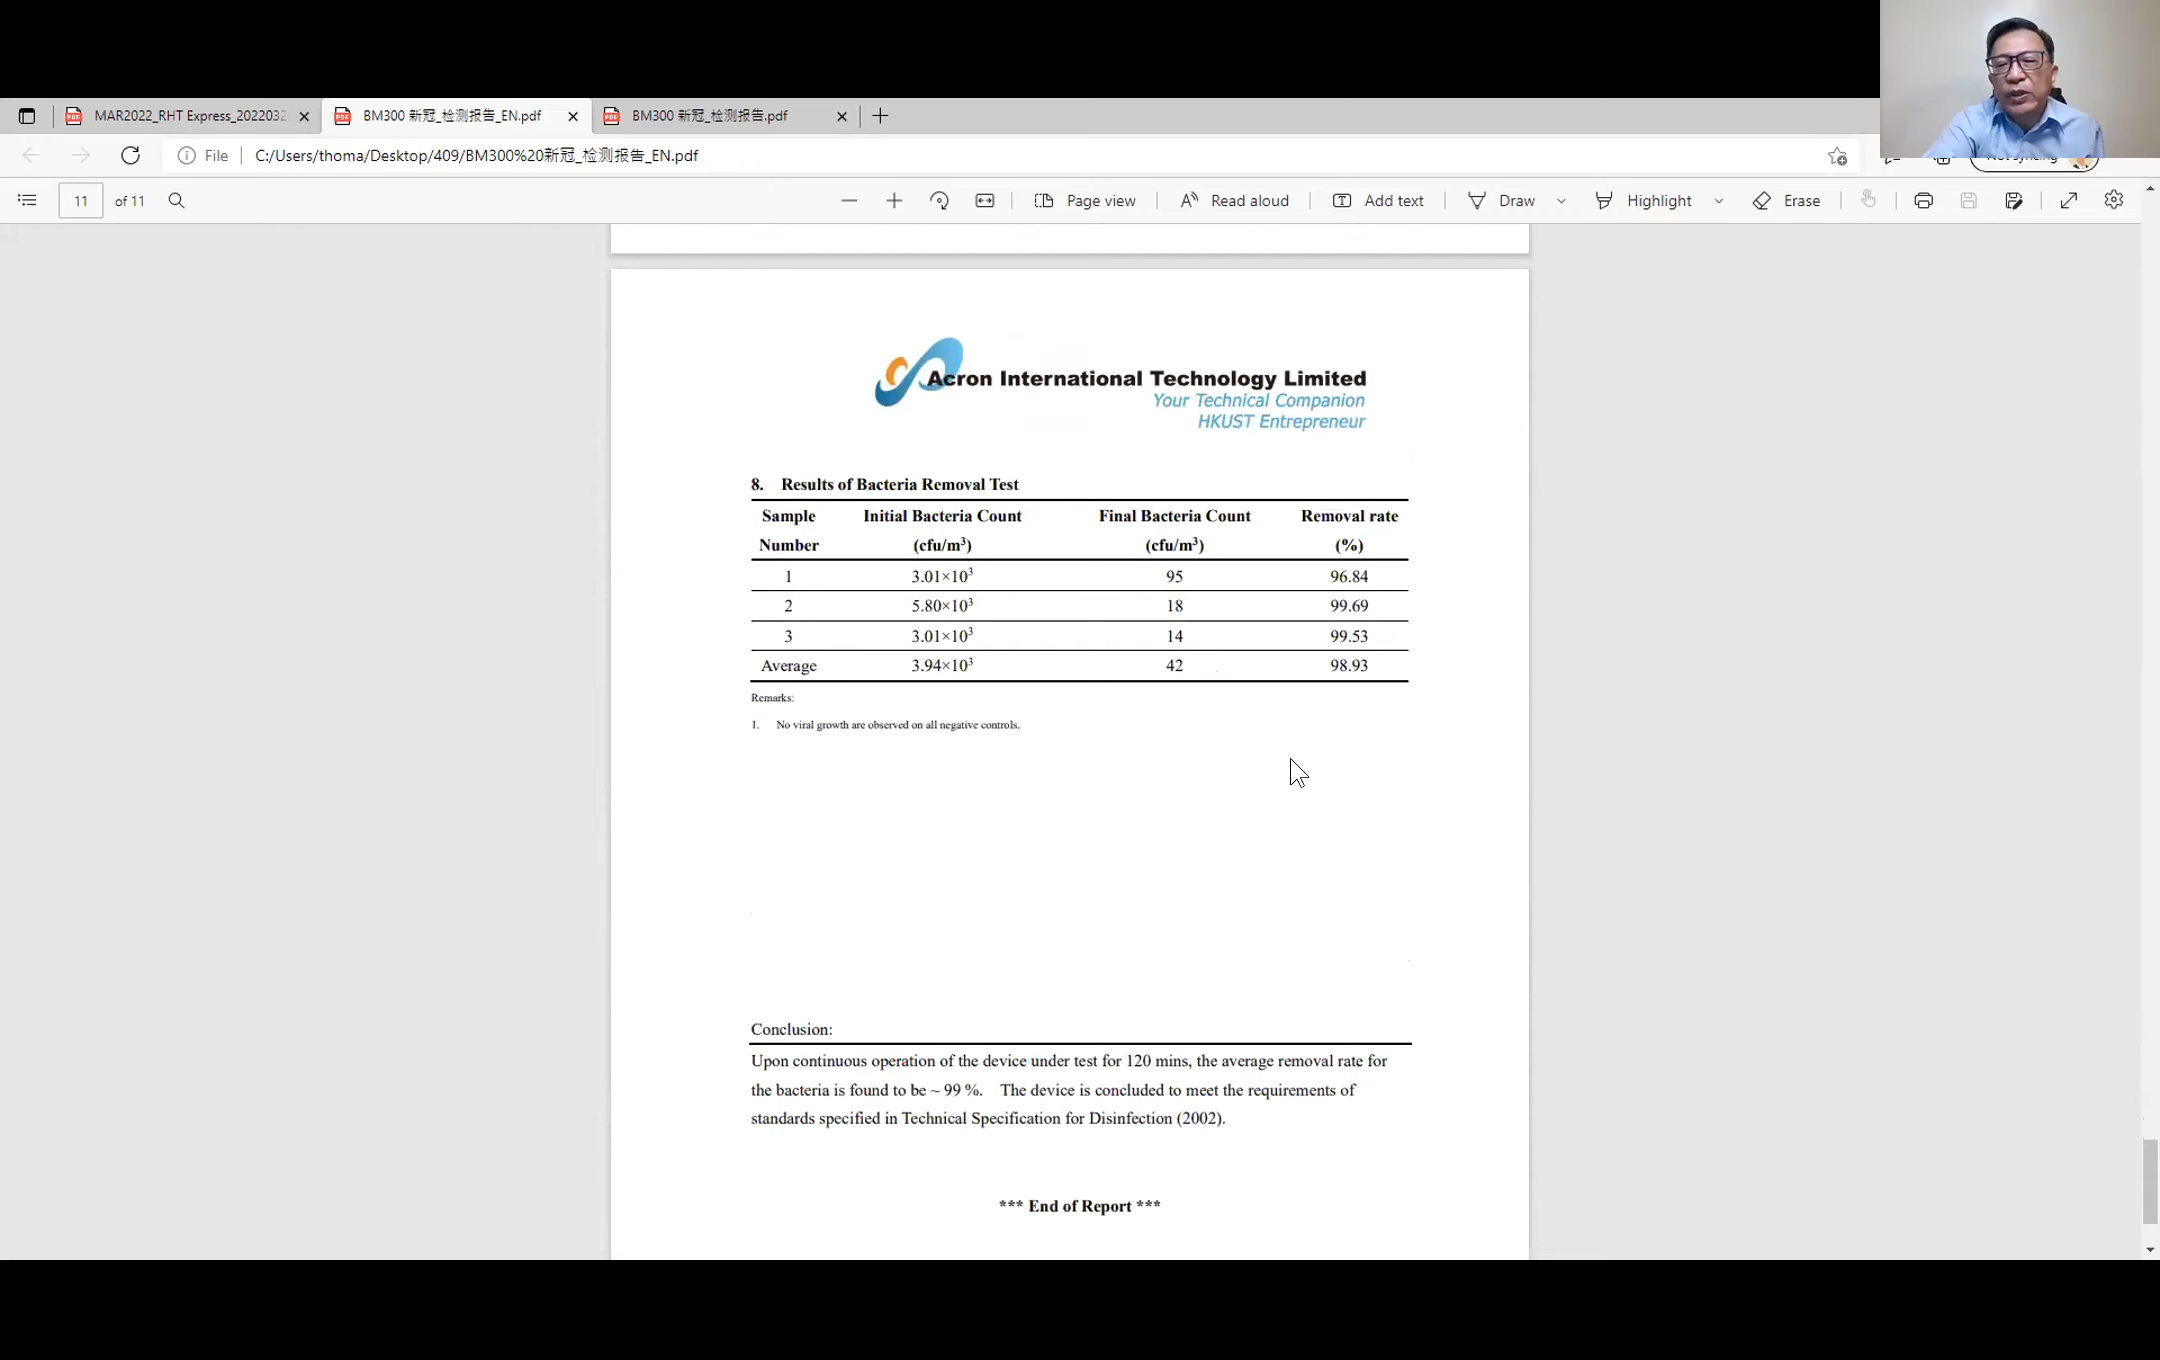 MAR2022_RHT Express_2022032
BM300 新冠_检测报告_EN.pdf
BM300 新冠_检测报告.pdf
File
C:/Users/thoma/Desktop/409/BM300%20新冠_检测报告_EN.pdf
11 of 11
Page view
Read aloud
Add text
Draw
Highlight
Erase
Acron International Technology Limited
Your Technical Companion
HKUST Entrepreneur
8. Results of Bacteria Removal Test
Sample Initial Bacteria Count Final Bacteria Count Removal rate
Number (cfu/m³) (cfu/m³) (%)
1 3.01×10³ 95 96.84
2 5.80×10³ 18 99.69
3 3.01×10³ 14 99.53
Average 3.94×10³ 42 98.93
Remarks:
1. No viral growth are observed on all negative controls.
Conclusion:
Upon continuous operation of the device under test for 120 mins, the average removal rate for
the bacteria is found to be ~ 99 %. The device is concluded to meet the requirements of
standards specified in Technical Specification for Disinfection (2002).
*** End of Report ***